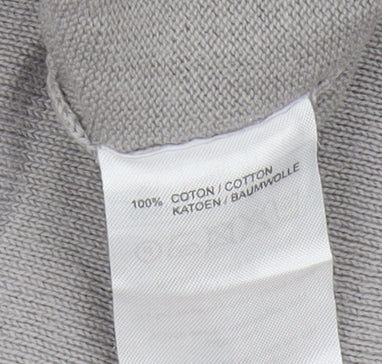 100% COTON / COTTON
KATOEN / BAUMWOLLE